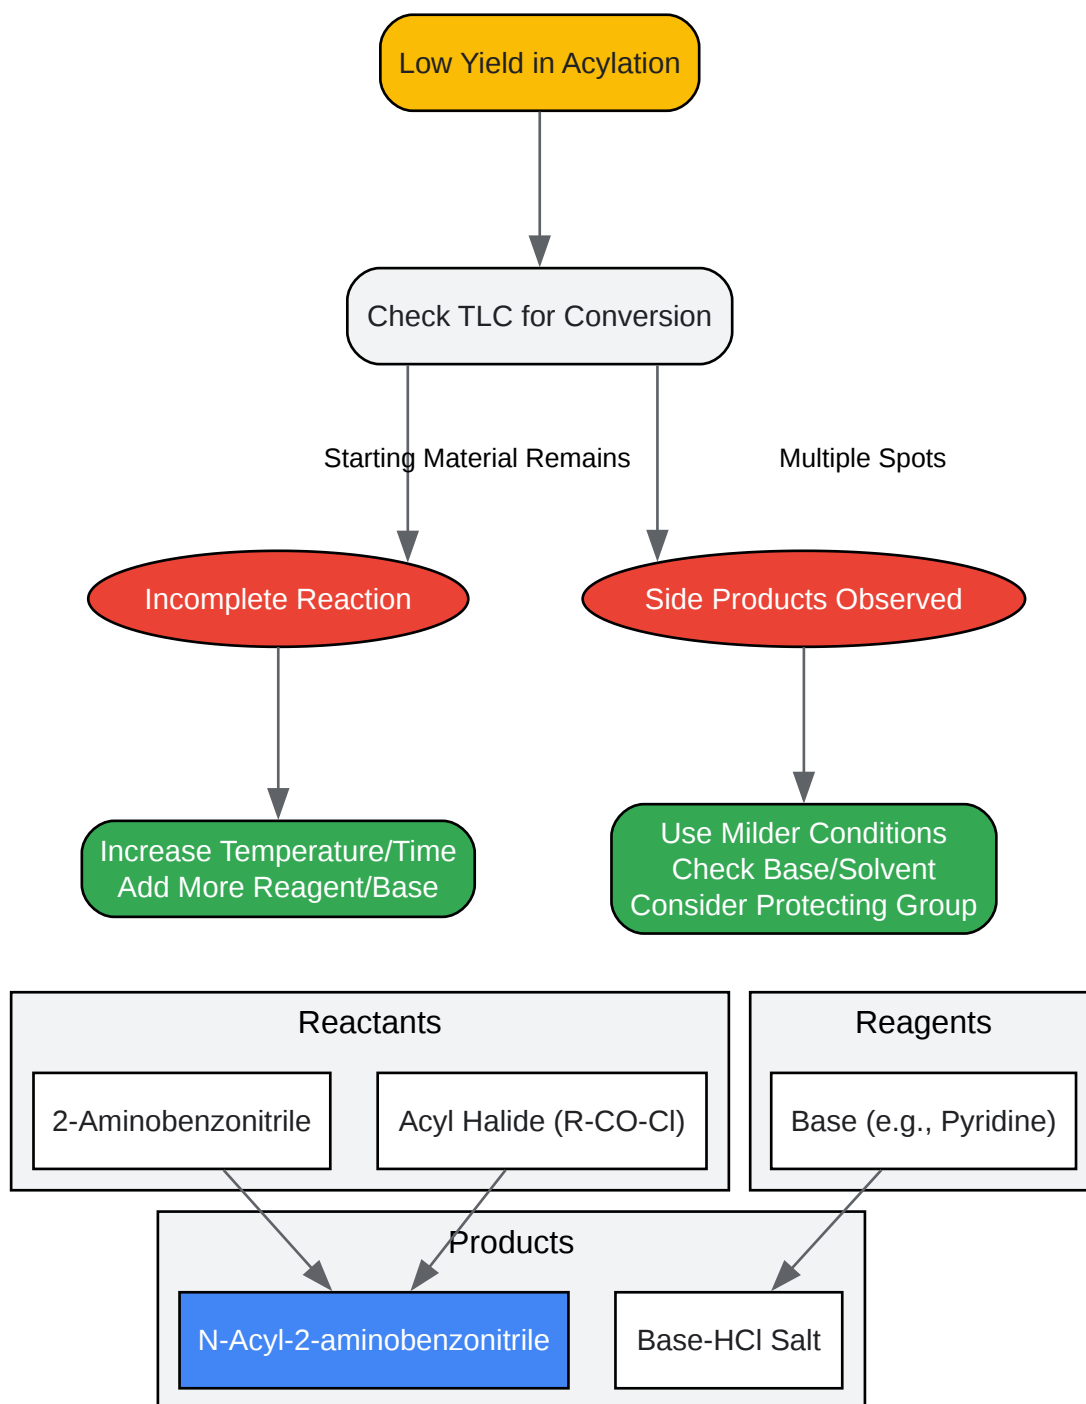 Low Yield in Acylation
Check TLC for Conversion
Starting Material Remains
Multiple Spots
Incomplete Reaction
Side Products Observed
Increase Temperature/Time
Add More Reagent/Base
Use Milder Conditions
Check Base/Solvent
Consider Protecting Group
Reactants
2-Aminobenzonitrile
Acyl Halide (R-CO-Cl)
Reagents
Base (e.g., Pyridine)
Products
N-Acyl-2-aminobenzonitrile
Base-HCl Salt